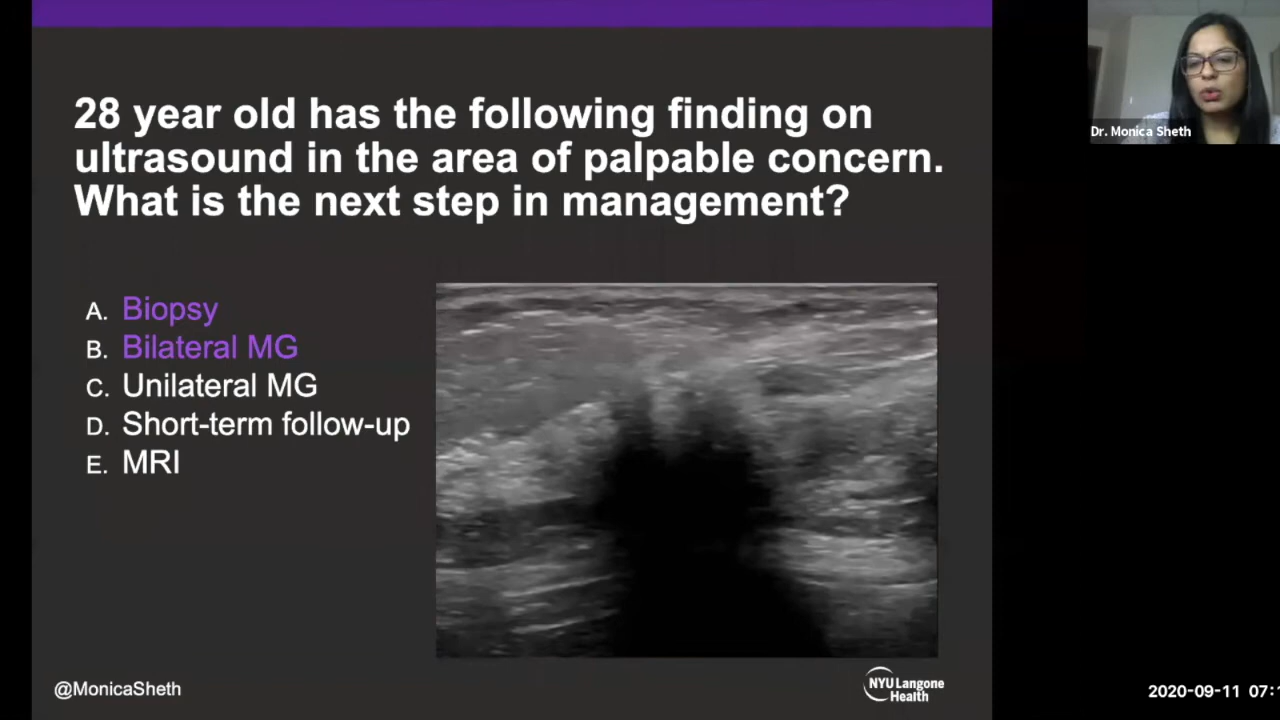 28 year old has the following finding on
ultrasound in the area of palpable concern.
What is the next step in management?
A. Biopsy
B. Bilateral MG
C. Unilateral MG
D. Short-term follow-up
E. MRI
@MonicaSheth
NYU Langone
Health
Dr. Monica Sheth
2020-09-11 07: